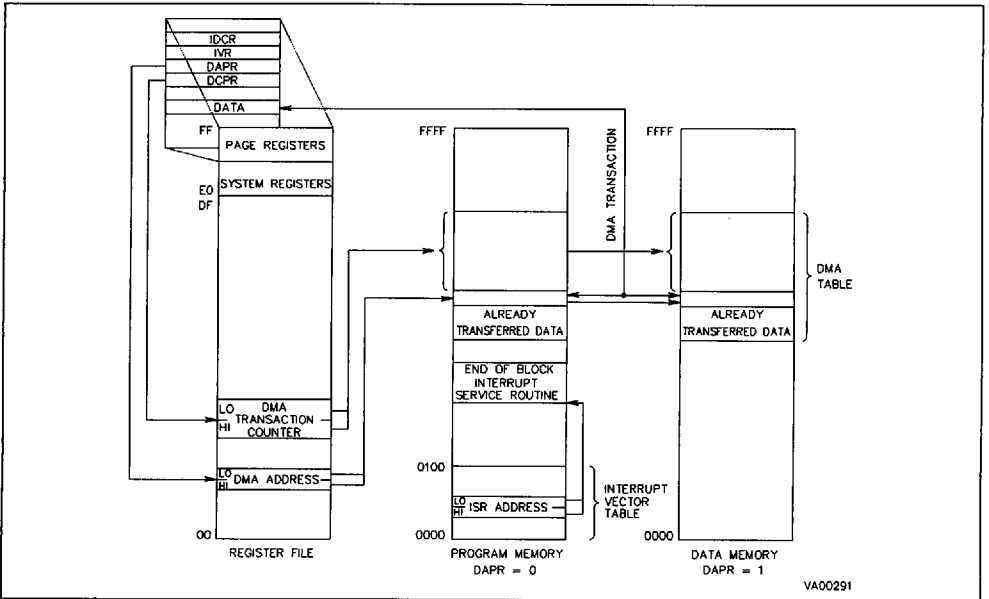 IDCR
IVR
DAPR
DCPR
DATA
FF
PAGE REGISTERS
SYSTEM REGISTERS
E0
DF
LO
HI
DMA
TRANSACTION
COUNTER
LO
HI
DMA ADDRESS
00
REGISTER FILE
FFFF
ALREADY
TRANSFERRED DATA
END OF BLOCK
INTERRUPT
SERVICE ROUTINE
0100
LO
HI
ISR ADDRESS
0000
INTERRUPT
VECTOR
TABLE
PROGRAM MEMORY
DAPR = 0
DMA TRANSACTION
FFFF
DMA
TABLE
ALREADY
TRANSFERRED DATA
0000
DATA MEMORY
DAPR = 1
VA00291